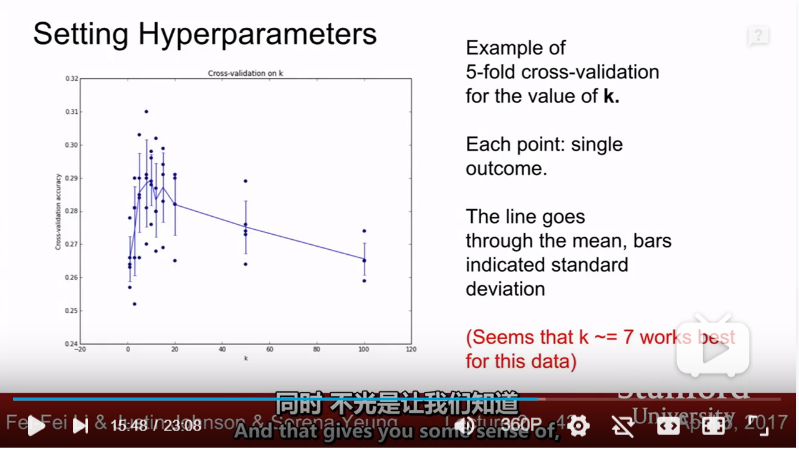 Setting Hyperparameters
Cross-validation on k
0.32
0.31
0.30
0.29
0.28
0.27
0.26
0.25
0.24
Cross-validation accuracy
−20
0
20
40
60
80
100
120
k
Example of
5-fold cross-validation
for the value of k.
Each point: single
outcome.
The line goes
through the mean, bars
indicated standard
deviation
(Seems that k ~= 7 works best
for this data)
?
Stanford
University
同时 不光是让我们知道
And that gives you some sense of,
Fei-Fei Li & Justin Johnson & Serena Yeung
2017
15:48 / 23:08
360P